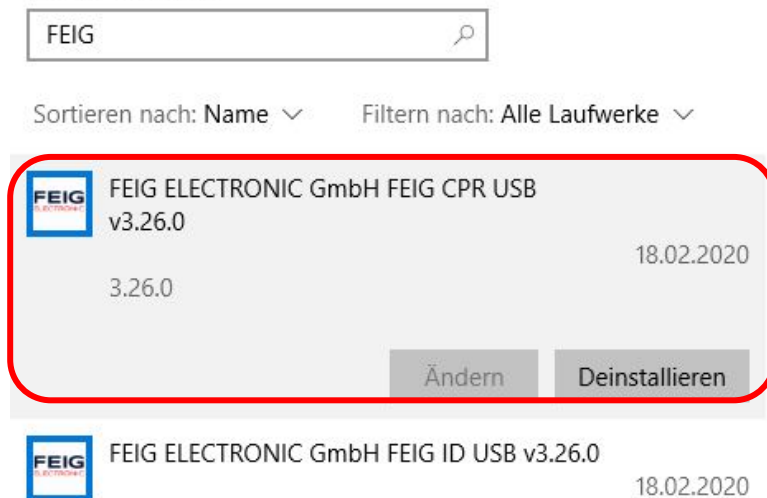 FEIG
Sortieren nach: Name Filtern nach: Alle Laufwerke
FEIG
ELECTRONIC
FEIG ELECTRONIC GmbH FEIG CPR USB
v3.26.0
18.02.2020
3.26.0
Ändern Deinstallieren
FEIG
ELECTRONIC
FEIG ELECTRONIC GmbH FEIG ID USB v3.26.0
18.02.2020